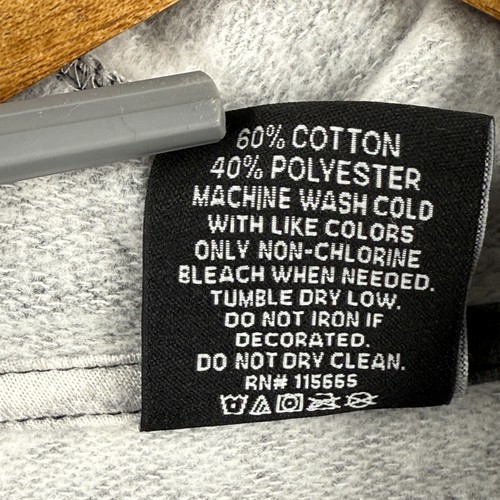 60% COTTON
40% POLYESTER
MACHINE WASH COLD
WITH LIKE COLORS
ONLY NON-CHLORINE
BLEACH WHEN NEEDED.
TUMBLE DRY LOW.
DO NOT IRON IF
DECORATED.
DO NOT DRY CLEAN.
RN# 115665